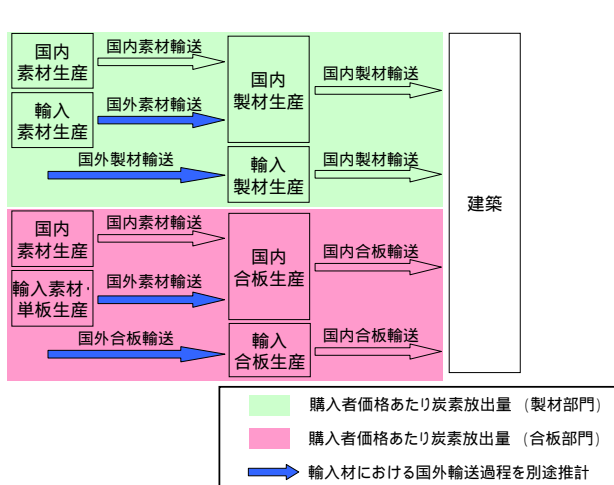 国内
素材生産
国内素材輸送
国内
製材生産
国内製材輸送
輸入
素材生産
国外素材輸送
国外製材輸送
輸入
製材生産
国内製材輸送
建築
国内
素材生産
国内素材輸送
国内
合板生産
国内合板輸送
輸入素材・
単板生産
国外素材輸送
国外合板輸送
輸入
合板生産
国内合板輸送
購入者価格あたり炭素放出量 (製材部門)
購入者価格あたり炭素放出量 (合板部門)
輸入材における国外輸送過程を別途推計